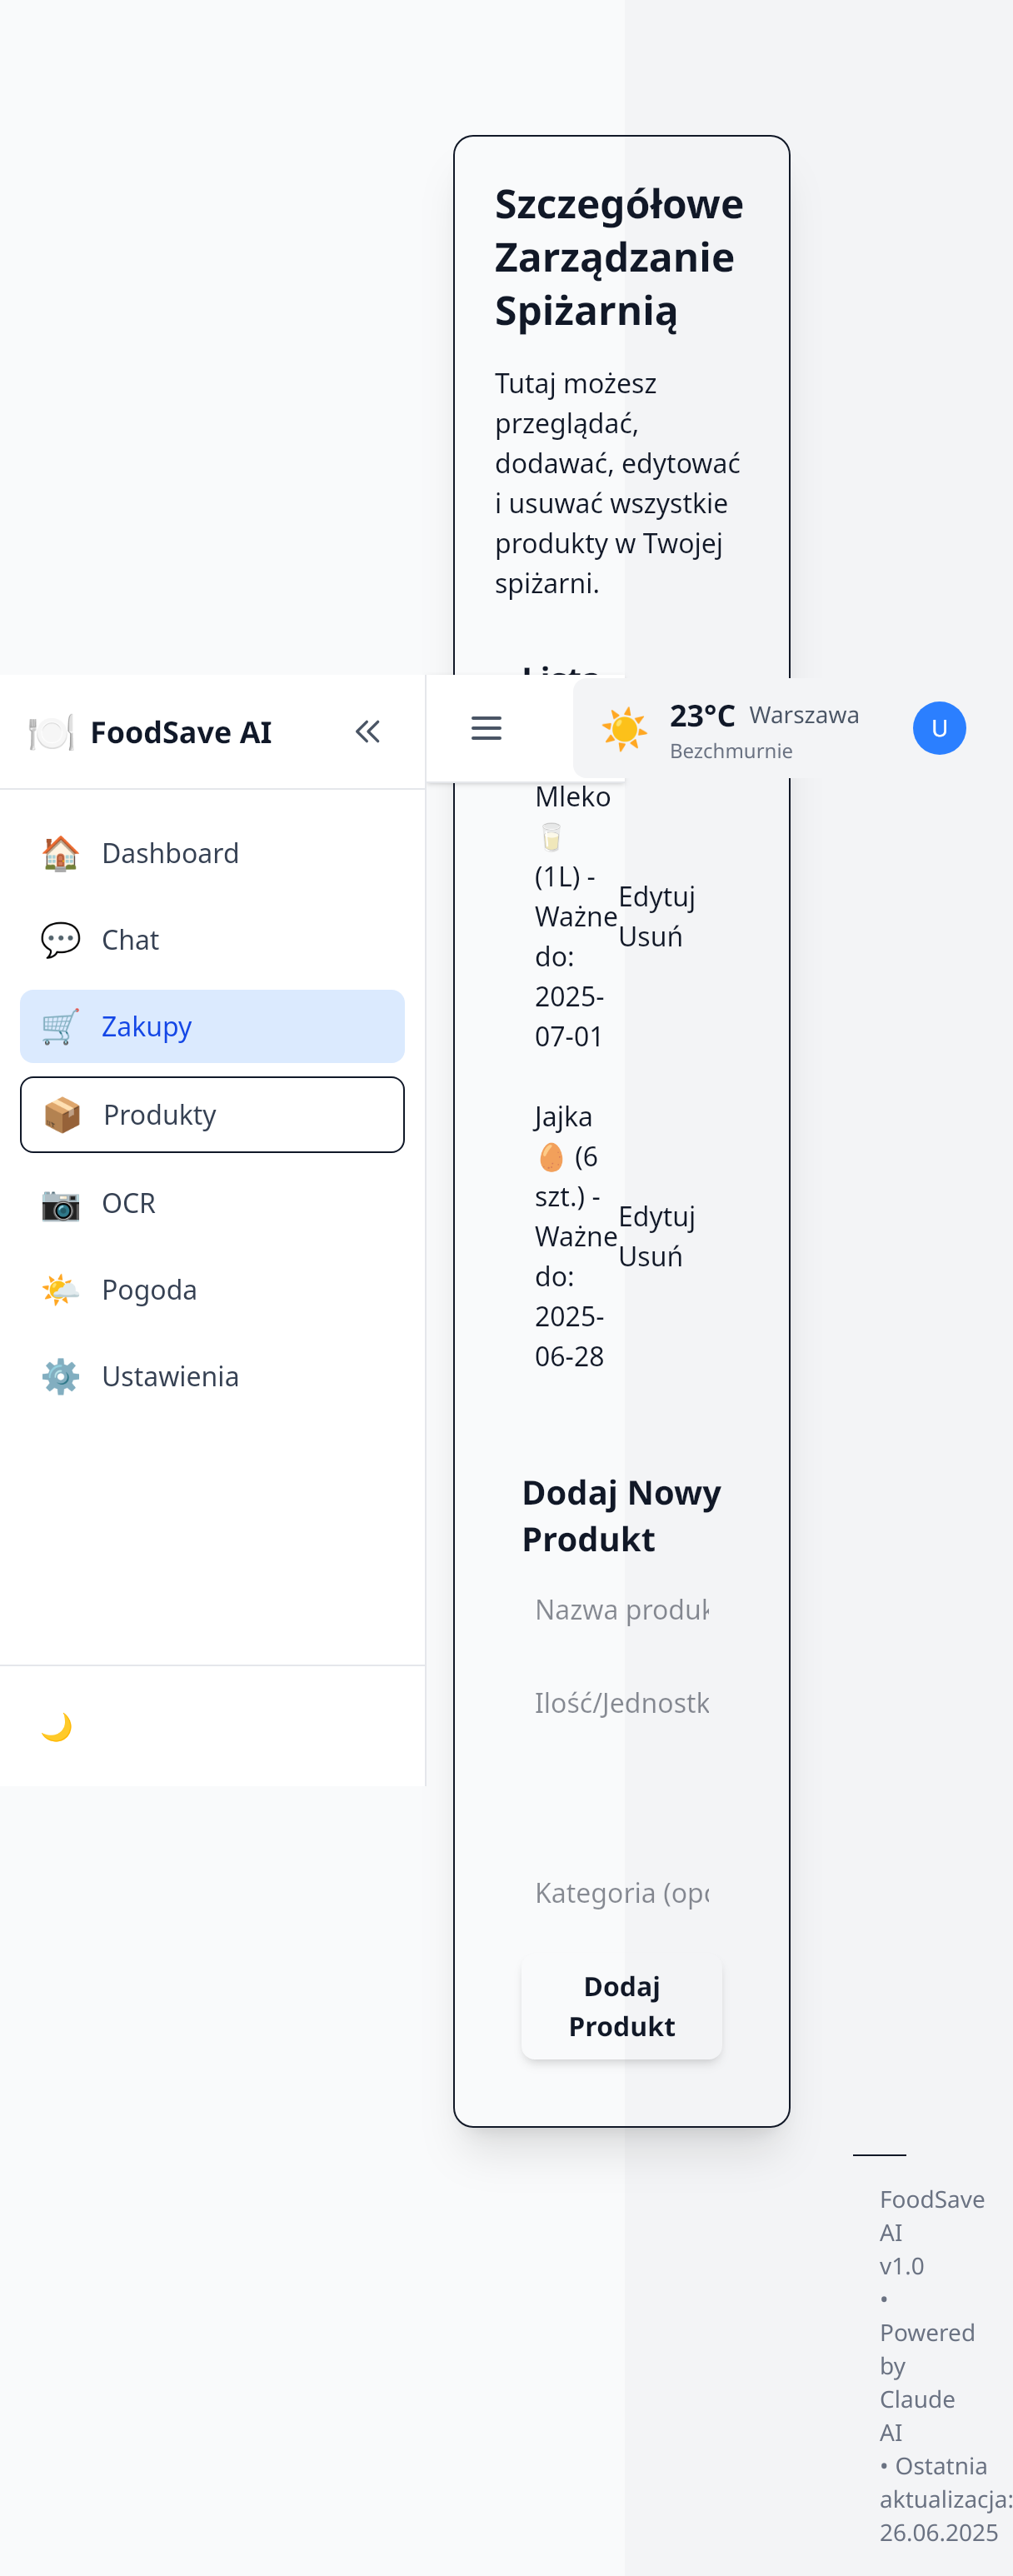 Szczegółowe
Zarządzanie
Spiżarnią
Tutaj możesz
przeglądać,
dodawać, edytować
i usuwać wszystkie
produkty w Twojej
spiżarni.
FoodSave AI
23°C Warszawa
Bezchmurnie
U
Dashboard
Chat
Zakupy
Produkty
OCR
Pogoda
Ustawienia
Mleko
🥛
(1L) -
Ważne
do:
2025-
07-01
Edytuj
Usuń
Jajka
🥚 (6
szt.) -
Ważne
do:
2025-
06-28
Edytuj
Usuń
Dodaj Nowy
Produkt
Nazwa produk
Ilość/Jednostk
Kategoria (opc
Dodaj
Produkt
FoodSave
AI
v1.0
•
Powered
by
Claude
AI
• Ostatnia
aktualizacja:
26.06.2025